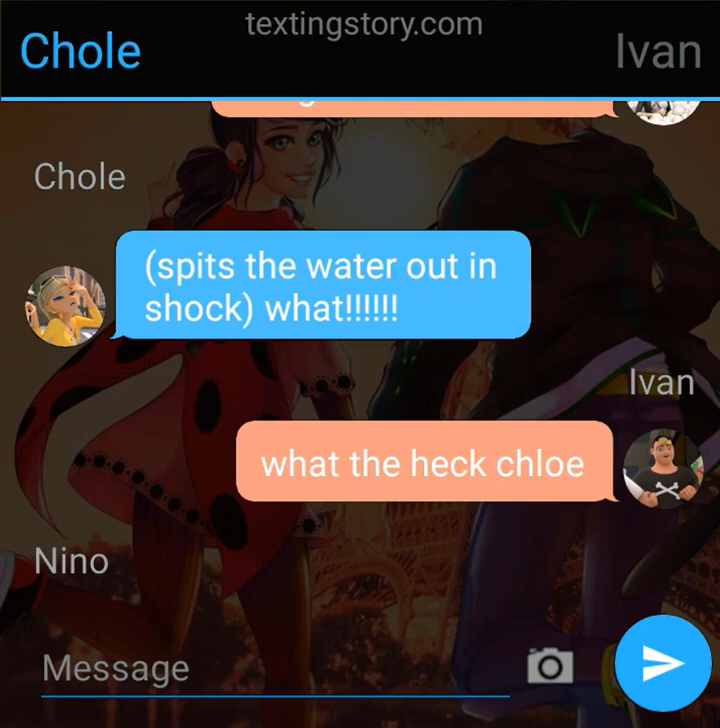 textingstory.com
Chole
Ivan
Chole
(spits the water out in
shock) what!!!!!!
Ivan
what the heck chloe
Nino
Message